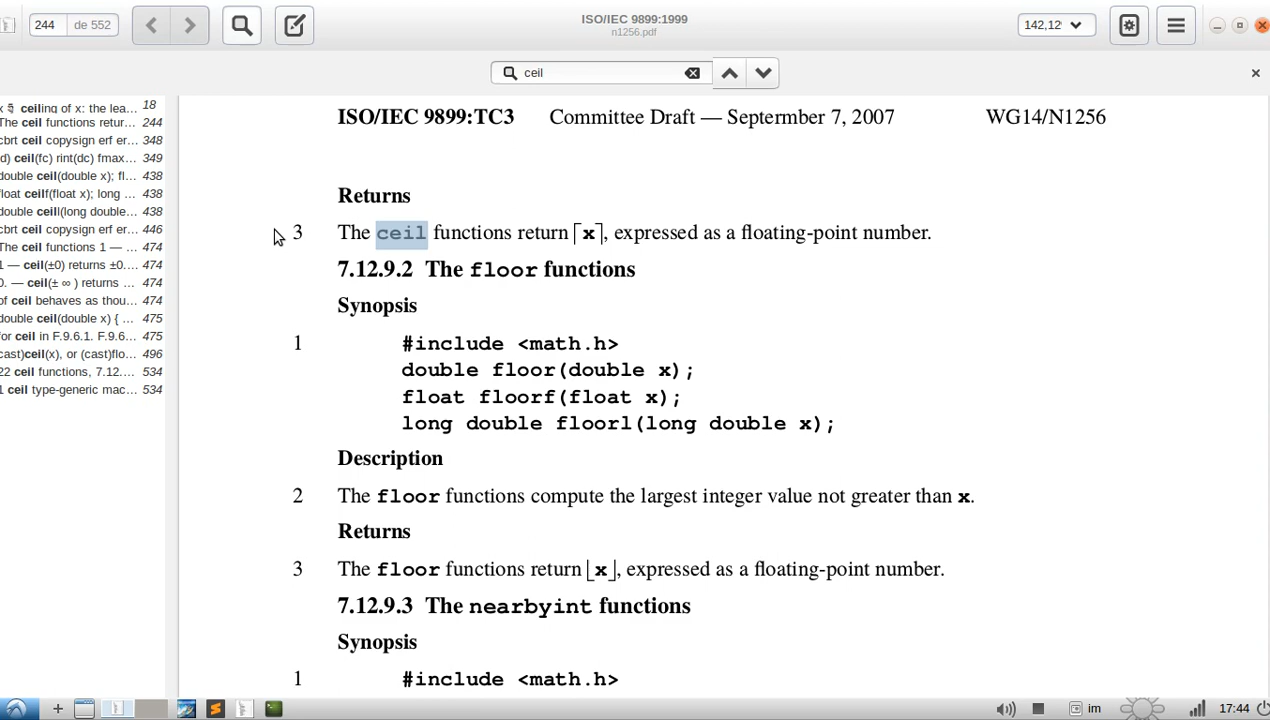 244 de 552
ISO/IEC 9899:1999
n1256.pdf
142,12
ceil
ceiling of x: the lea… 18
The ceil functions retur… 244
cbrt ceil copysign erf er… 348
d) ceil(fc) rint(dc) fmax… 349
double ceil(double x); fl… 438
float ceilf(float x); long … 438
double ceill(long double… 438
cbrt ceil copysign erf er… 446
The ceil functions 1 — … 474
1 — ceil(±0) returns ±0.… 474
0. — ceil(± ∞ ) returns … 474
of ceil behaves as thou… 474
double ceil(double x) { … 475
for ceil in F.9.6.1. F.9.6… 475
cast)ceil(x), or (cast)flo… 496
22 ceil functions, 7.12.… 534
1 ceil type-generic mac… 534
ISO/IEC 9899:TC3 Committee Draft — Septermber 7, 2007 WG14/N1256
Returns
3 The ceil functions return ⌈x⌉, expressed as a floating-point number.
7.12.9.2 The floor functions
Synopsis
1 #include <math.h>
double floor(double x);
float floorf(float x);
long double floorl(long double x);
Description
2 The floor functions compute the largest integer value not greater than x.
Returns
3 The floor functions return ⌊x⌋, expressed as a floating-point number.
7.12.9.3 The nearbyint functions
Synopsis
1 #include <math.h>
im 17:44